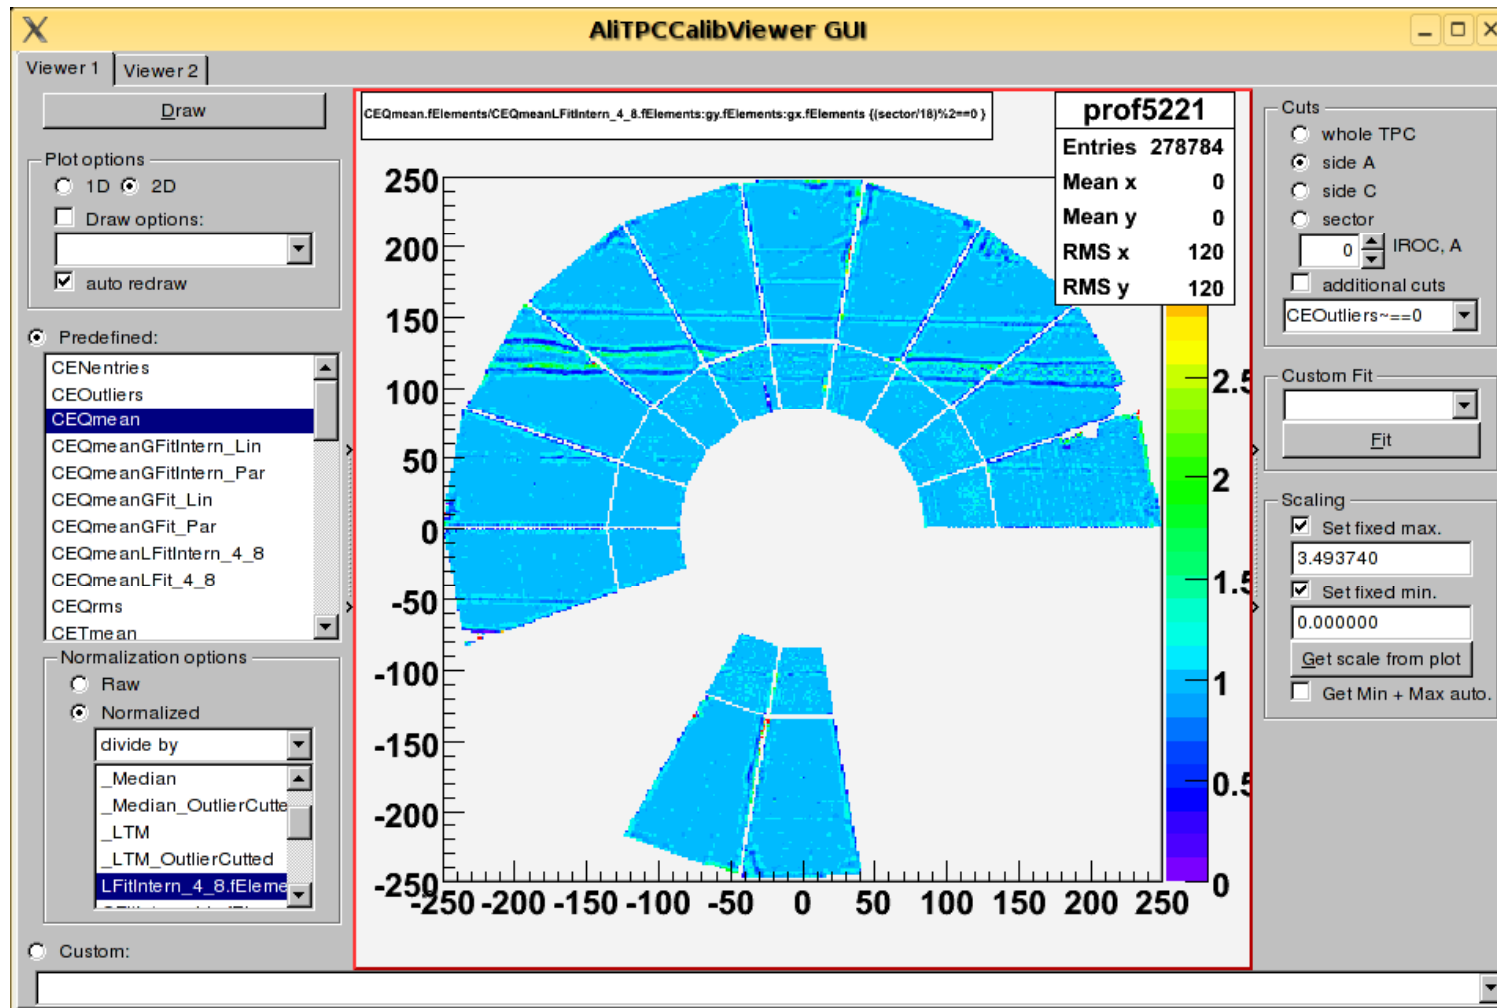 AliTPCCalibViewer GUI
Viewer 1
Viewer 2
Draw
Plot options
1D
2D
Draw options:
auto redraw
Predefined:
CENentries
CEOutliers
CEQmean
CEQmeanGFitIntern_Lin
CEQmeanGFitIntern_Par
CEQmeanGFit_Lin
CEQmeanGFit_Par
CEQmeanLFitIntern_4_8
CEQmeanLFit_4_8
CEQrms
CETmean
Normalization options
Raw
Normalized
divide by
_Median
_Median_OutlierCutte
_LTM
_LTM_OutlierCutted
LFitIntern_4_8.fEleme
Custom:
CEQmean.fElements/CEQmeanLFitIntern_4_8.fElements:gy.fElements:gx.fElements {(sector/18)%2==0 }
prof5221
Entries 278784
Mean x 0
Mean y 0
RMS x 120
RMS y 120
250
200
150
100
50
0
-50
-100
-150
-200
-250
-250 -200 -150 -100 -50 0 50 100 150 200 250
2.5
2
1.5
1
0.5
0
Cuts
whole TPC
side A
side C
sector
0 IROC, A
additional cuts
CEOutliers~==0
Custom Fit
Fit
Scaling
Set fixed max.
3.493740
Set fixed min.
0.000000
Get scale from plot
Get Min + Max auto.